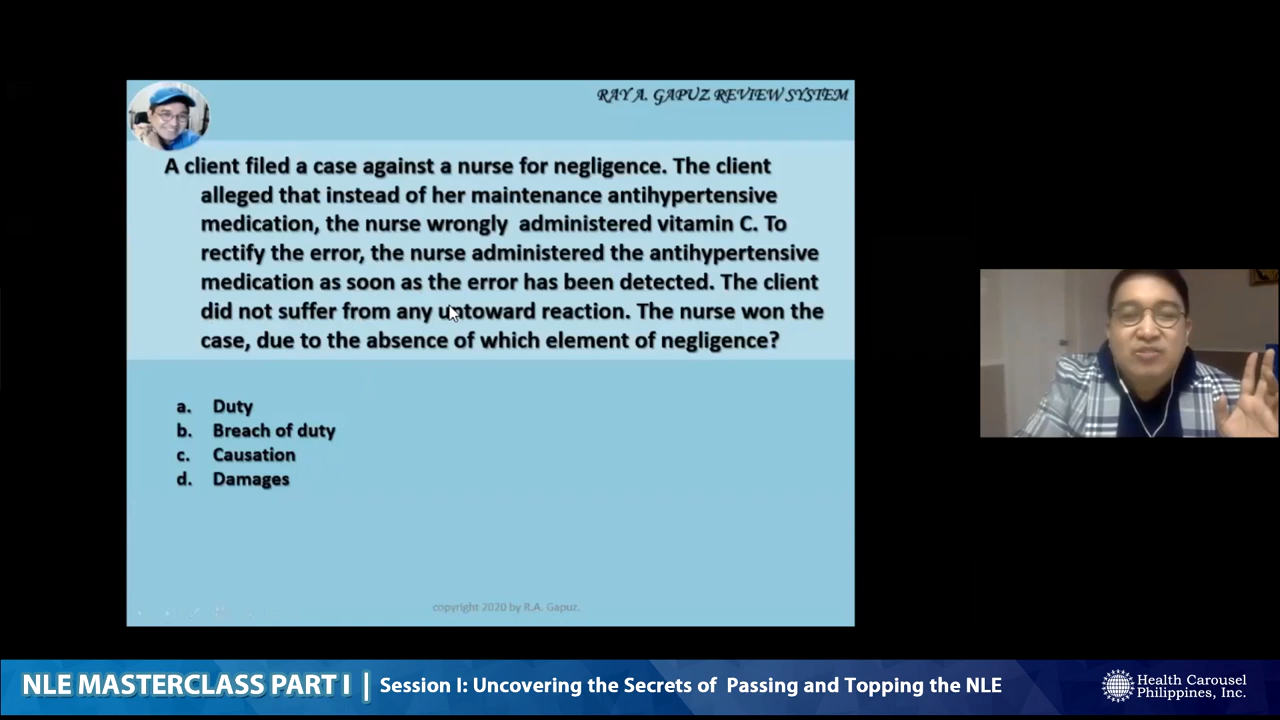 RAY A. GAPUZ REVIEW SYSTEM
A client filed a case against a nurse for negligence. The client
alleged that instead of her maintenance antihypertensive
medication, the nurse wrongly administered vitamin C. To
rectify the error, the nurse administered the antihypertensive
medication as soon as the error has been detected. The client
did not suffer from any untoward reaction. The nurse won the
case, due to the absence of which element of negligence?
a. Duty
b. Breach of duty
c. Causation
d. Damages
copyright 2020 by R.A. Gapuz.
NLE MASTERCLASS PART I | Session I: Uncovering the Secrets of Passing and Topping the NLE
Health Carousel
Philippines, Inc.